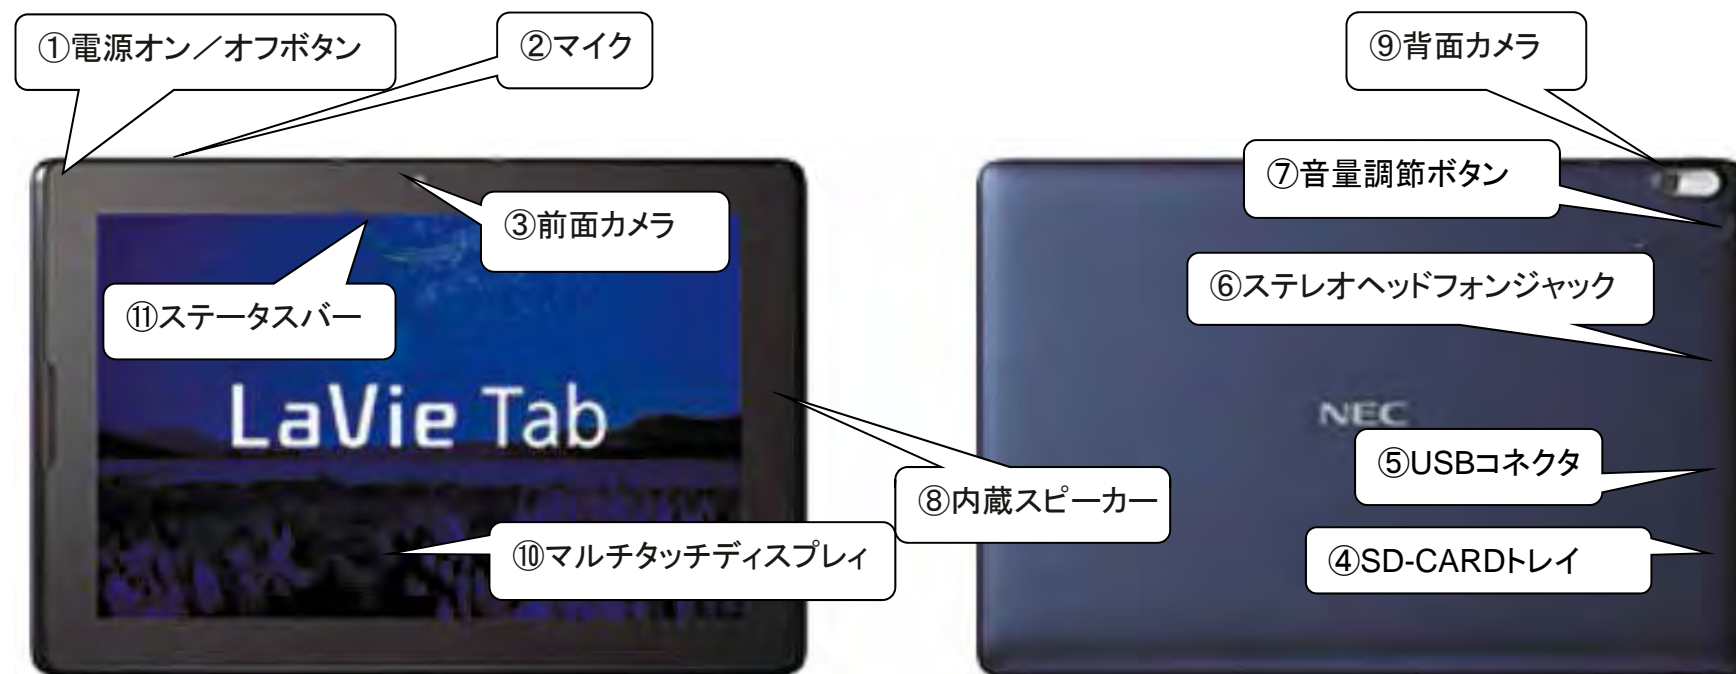 ①電源オン／オフボタン
②マイク
⑨背面カメラ
⑦音量調節ボタン
③前面カメラ
⑥ステレオヘッドフォンジャック
⑪ステータスバー
LaVie Tab
NEC
⑤USBコネクタ
⑧内蔵スピーカー
⑩マルチタッチディスプレィ
④SD-CARDトレイ